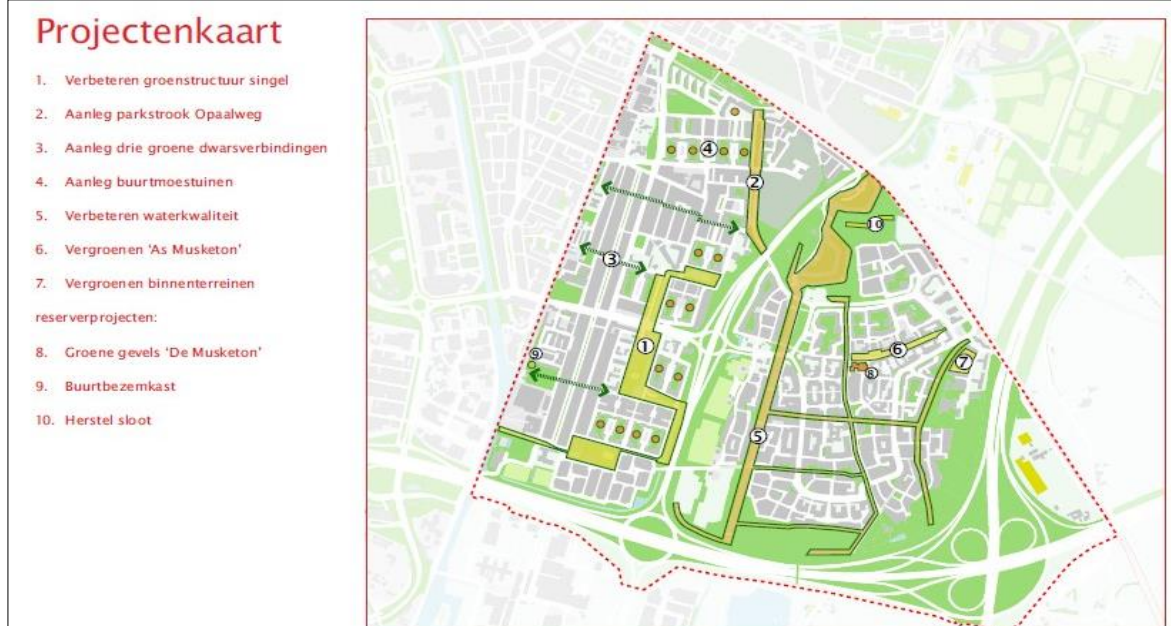 Projectenkaart
1. Verbeteren groenstructuur singel
2. Aanleg parkstrook Opaalweg
3. Aanleg drie groene dwarsverbindingen
4. Aanleg buurtmoestuinen
5. Verbeteren waterkwaliteit
6. Vergroenen 'As Musketon'
7. Vergroenen binnenterreinen
reserverprojecten:
8. Groene gevels 'De Musketon'
9. Buurtbezemkast
10. Herstel sloot
4
2
10
3
1
9
6
7
8
5